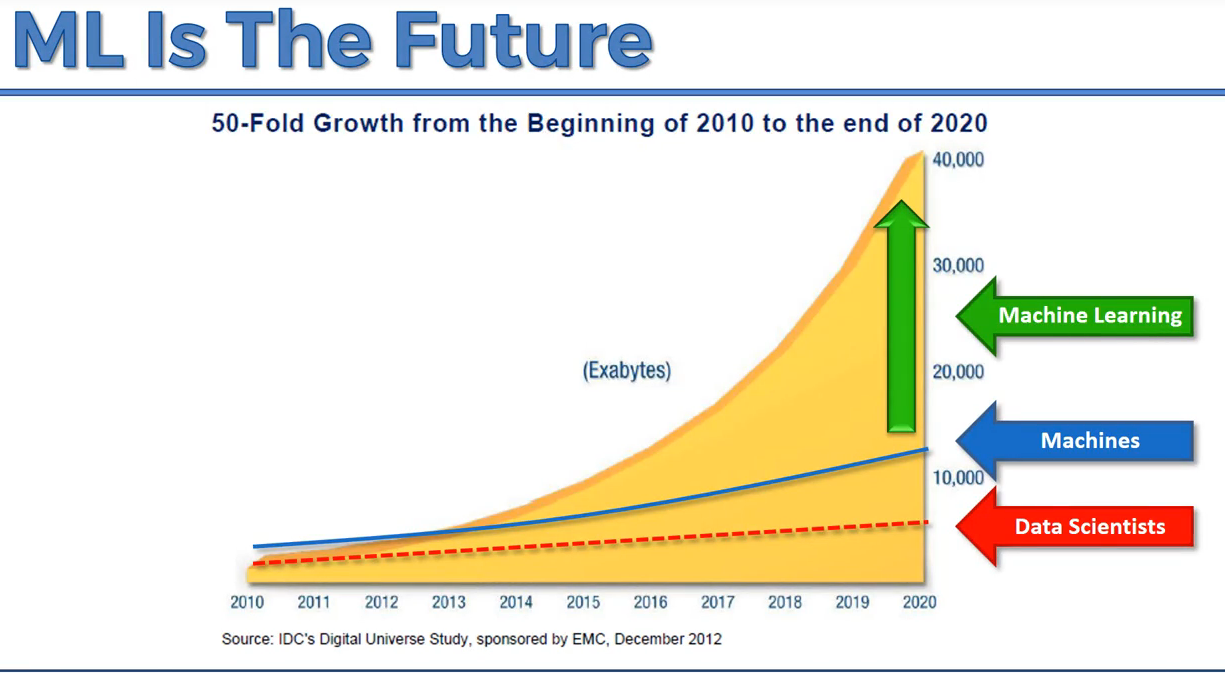 ML Is The Future
50-Fold Growth from the Beginning of 2010 to the end of 2020
40,000
30,000
Machine Learning
(Exabytes)
20,000
Machines
10,000
Data Scientists
2010 2011 2012 2013 2014 2015 2016 2017 2018 2019 2020
Source: IDC's Digital Universe Study, sponsored by EMC, December 2012